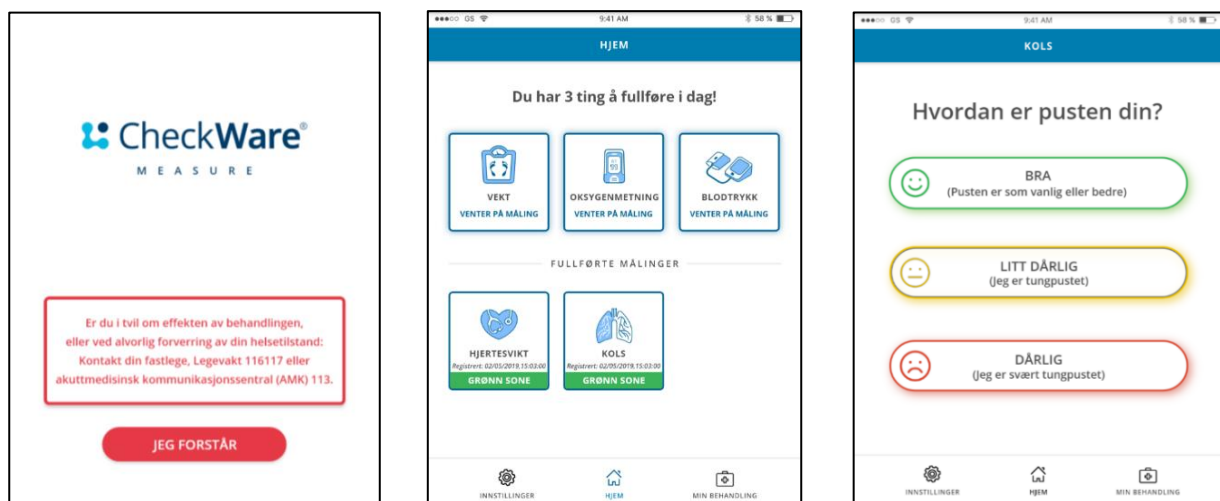 CheckWare®
MEASURE
Er du i tvil om effekten av behandlingen,
eller ved alvorlig forverring av din helsetilstand:
Kontakt din fastlege, Legevakt 116117 eller
akuttmedisinsk kommunikasjonssentral (AMK) 113.
JEG FORSTÅR
GS 9:41 AM 58 %
HJEM
Du har 3 ting å fullføre i dag!
VEKT
VENTER PÅ MÅLING
OKSYGENMETNING
VENTER PÅ MÅLING
BLODTRYKK
VENTER PÅ MÅLING
FULLFØRTE MÅLINGER
HJERTESVIKT
Registrert: 02/05/2019,15:03:00
GRØNN SONE
KOLS
Registrert: 02/05/2019,15:03:00
GRØNN SONE
INNSTILLINGER
HJEM
MIN BEHANDLING
GS 9:41 AM 58 %
KOLS
Hvordan er pusten din?
BRA
(Pusten er som vanlig eller bedre)
LITT DÅRLIG
(Jeg er tungpustet)
DÅRLIG
(Jeg er svært tungpustet)
INNSTILLINGER
HJEM
MIN BEHANDLING